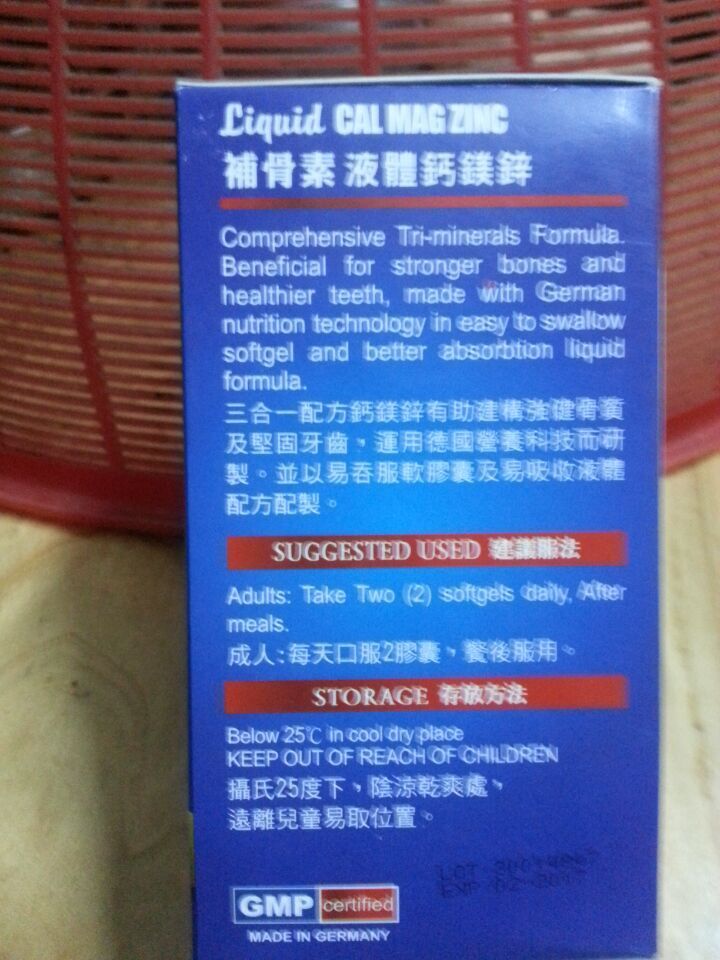 Liquid CAL MAG ZINC
補骨素 液體鈣鎂鋅
Comprehensive Tri-minerals Formula.
Beneficial for stronger bones and
healthier teeth, made with German
nutrition technology in easy to swallow
softgel and better absorbtion liquid
formula.
三合一配方鈣鎂鋅有助建構強健骨質
及堅固牙齒，運用德國營養科技而研
製。並以易吞服軟膠囊及易吸收液體
配方配製。
SUGGESTED USED 建議服法
Adults: Take Two (2) softgels daily, After
meals.
成人:每天口服2膠囊，餐後服用。
STORAGE 存放方法
Below 25℃ in cool dry place
KEEP OUT OF REACH OF CHILDREN
攝氏25度下，陰涼乾爽處，
遠離兒童易取位置。
LOT
EXP 02 2017
GMP certified
MADE IN GERMANY